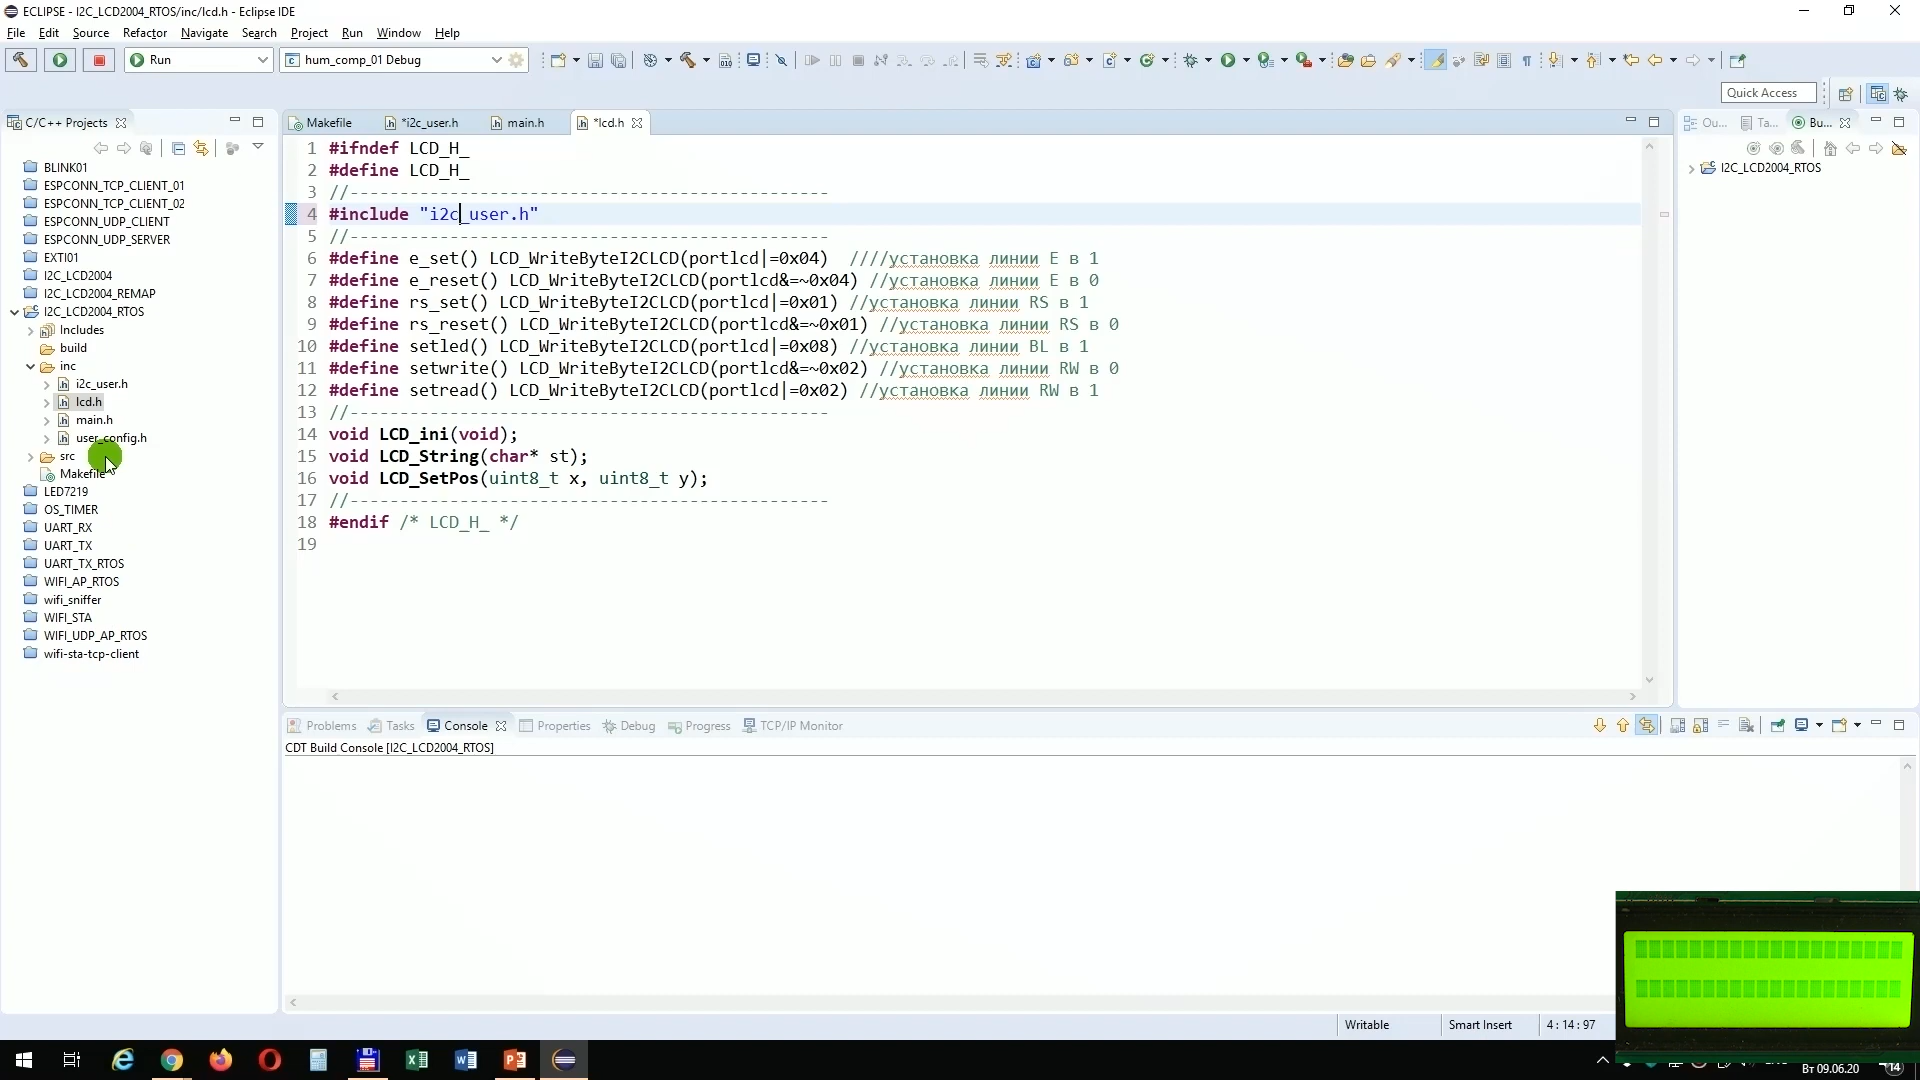 ECLIPSE - I2C_LCD2004_RTOS/inc/lcd.h - Eclipse IDE
File Edit Source Refactor Navigate Search Project Run Window Help
Run
hum_comp_01 Debug
Quick Access
C/C++ Projects
BLINK01
ESPCONN_TCP_CLIENT_01
ESPCONN_TCP_CLIENT_02
ESPCONN_UDP_CLIENT
ESPCONN_UDP_SERVER
EXTI01
I2C_LCD2004
I2C_LCD2004_REMAP
I2C_LCD2004_RTOS
Includes
build
inc
i2c_user.h
lcd.h
main.h
user_config.h
src
Makefile
LED7219
OS_TIMER
UART_RX
UART_TX
UART_TX_RTOS
WIFI_AP_RTOS
wifi_sniffer
WIFI_STA
WIFI_UDP_AP_RTOS
wifi-sta-tcp-client
Makefile *i2c_user.h main.h *lcd.h
1 #ifndef LCD_H_
2 #define LCD_H_
3 //------------------------------------------------
4 #include "i2c_user.h"
5 //------------------------------------------------
6 #define e_set() LCD_WriteByteI2CLCD(portlcd|=0x04)  ////установка линии E в 1
7 #define e_reset() LCD_WriteByteI2CLCD(portlcd&=~0x04) //установка линии E в 0
8 #define rs_set() LCD_WriteByteI2CLCD(portlcd|=0x01) //установка линии RS в 1
9 #define rs_reset() LCD_WriteByteI2CLCD(portlcd&=~0x01) //установка линии RS в 0
10 #define setled() LCD_WriteByteI2CLCD(portlcd|=0x08) //установка линии BL в 1
11 #define setwrite() LCD_WriteByteI2CLCD(portlcd&=~0x02) //установка линии RW в 0
12 #define setread() LCD_WriteByteI2CLCD(portlcd|=0x02) //установка линии RW в 1
13 //------------------------------------------------
14 void LCD_ini(void);
15 void LCD_String(char* st);
16 void LCD_SetPos(uint8_t x, uint8_t y);
17 //------------------------------------------------
18 #endif /* LCD_H_ */
19
Ou... Ta... Bu...
I2C_LCD2004_RTOS
Problems Tasks Console Properties Debug Progress TCP/IP Monitor
CDT Build Console [I2C_LCD2004_RTOS]
Writable Smart Insert 4 : 14 : 97
Вт 09.06.20
14